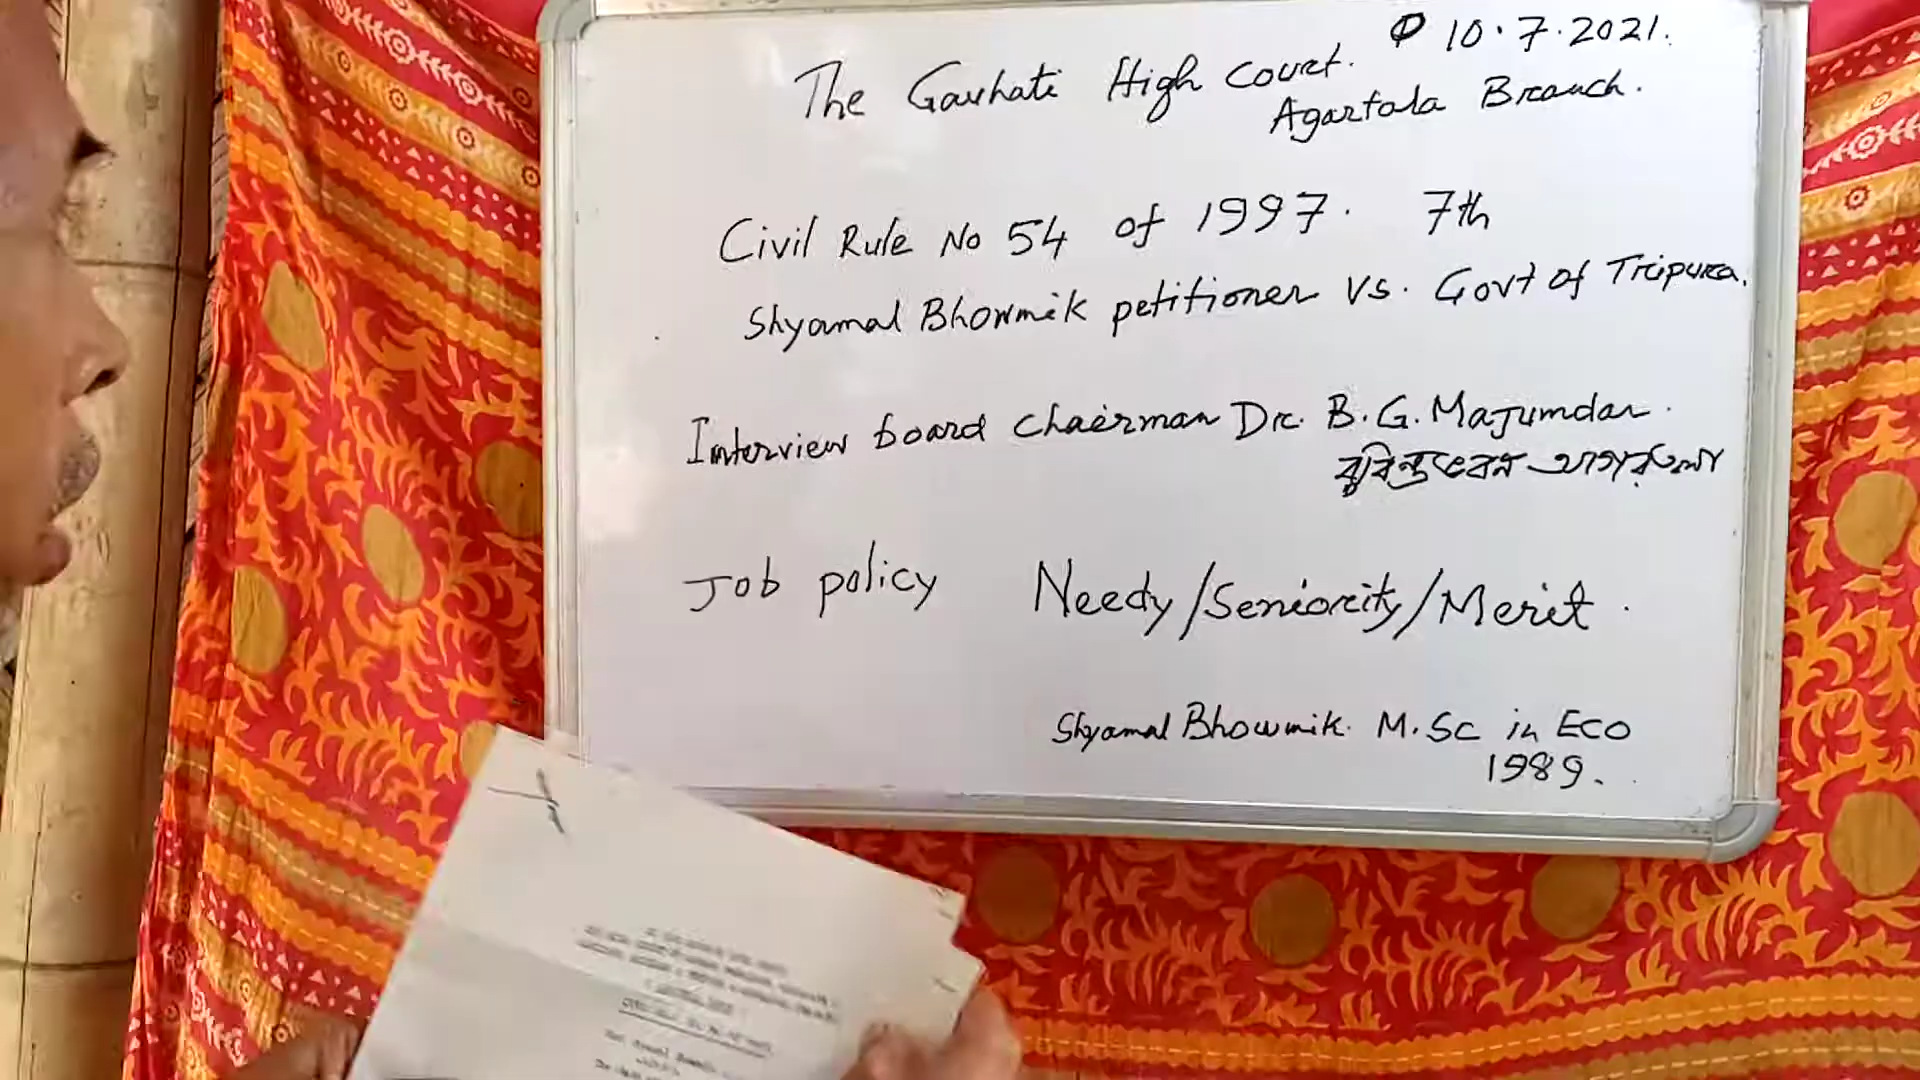 10.7.2021.
The Gauhati High Court.
Agartala Branch.
Civil Rule No 54 of 1997. 7th
Shyamal Bhowmik petitioner Vs. Govt of Tripura.
Interview board Chairman Dr. B.G. Majumdar.
Job policy Needy/Seniority/Merit.
Shyamal Bhowmik. M.Sc in ECO
1989.